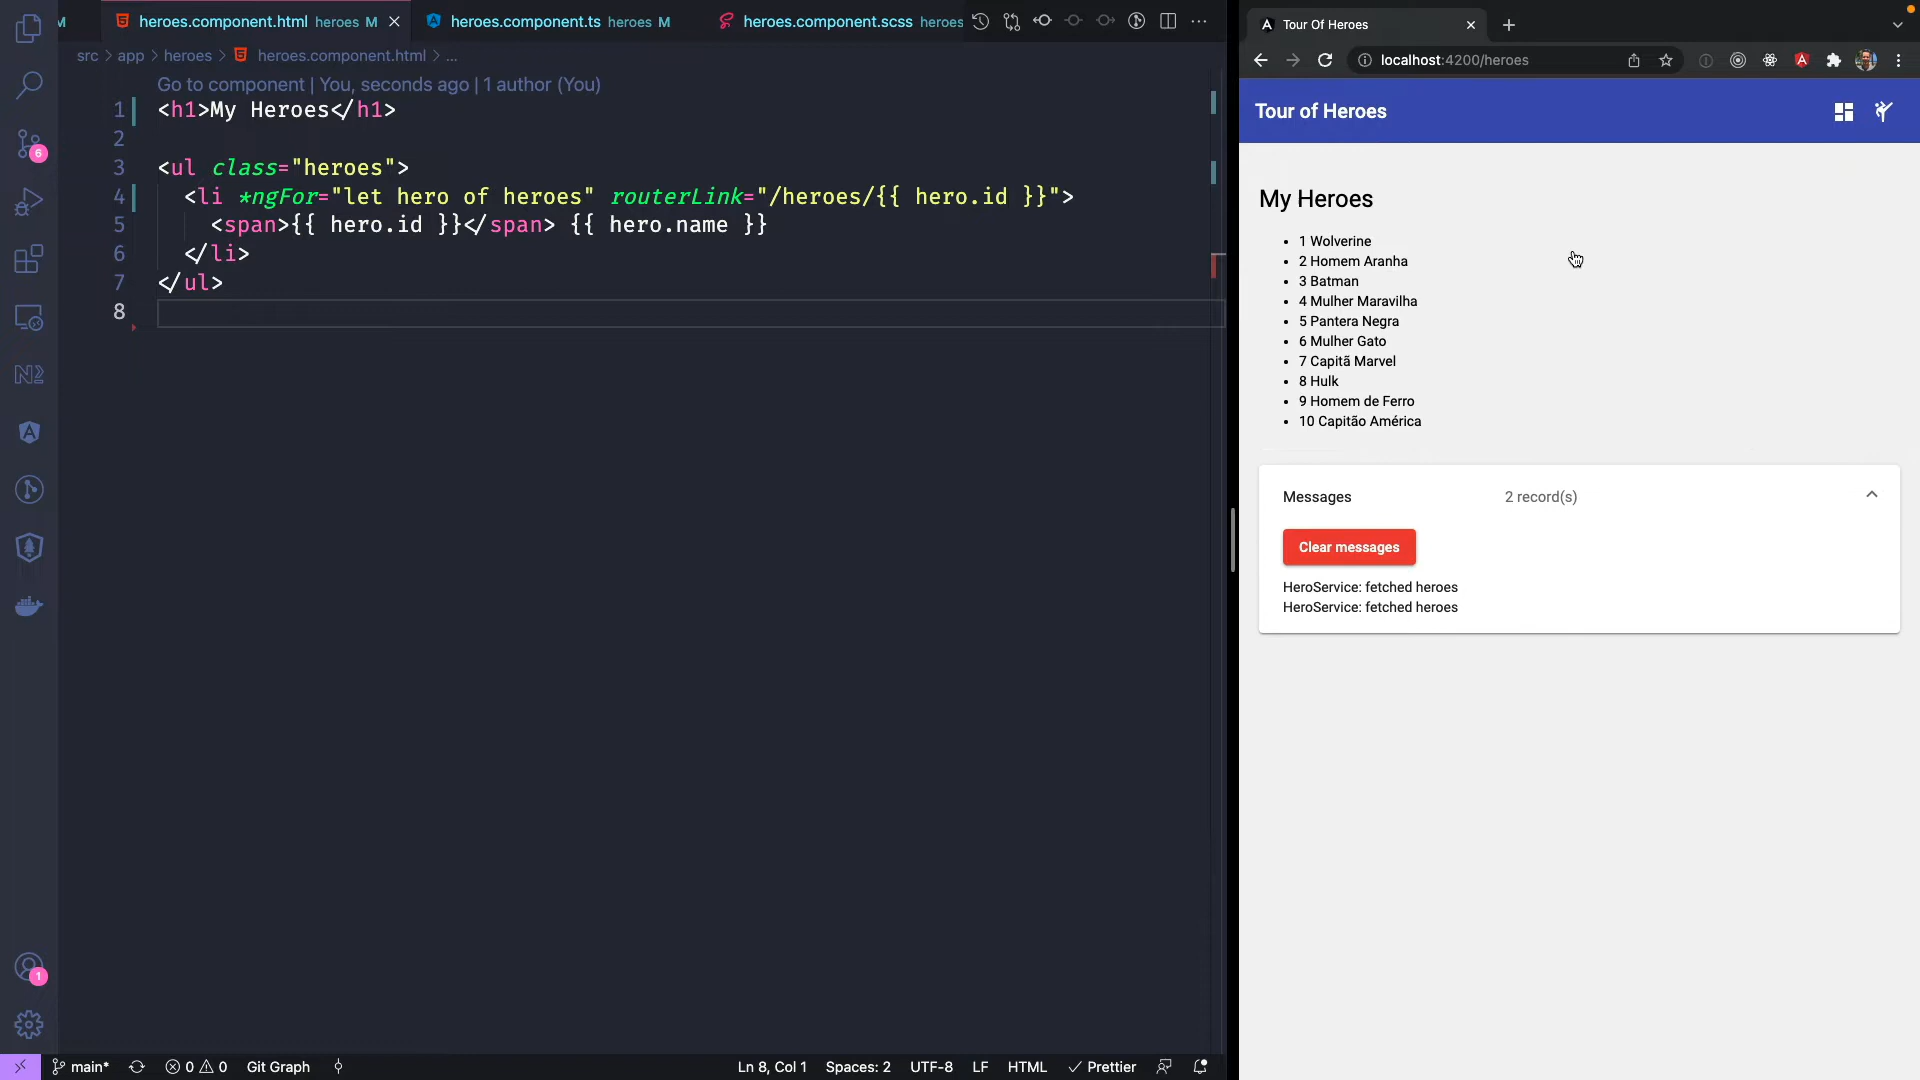 M
heroes.component.html heroes M
heroes.component.ts heroes M
heroes.component.scss heroes
src > app > heroes > heroes.component.html > ...
Go to component | You, seconds ago | 1 author (You)
1 <h1>My Heroes</h1>
2
3 <ul class="heroes">
4 <li *ngFor="let hero of heroes" routerLink="/heroes/{{ hero.id }}">
5 <span>{{ hero.id }}</span> {{ hero.name }}
6 </li>
7 </ul>
8
6
1
main*
0 0
Git Graph
Ln 8, Col 1
Spaces: 2
UTF-8
LF
HTML
Prettier
Tour Of Heroes
localhost:4200/heroes
Tour of Heroes
My Heroes
• 1 Wolverine
• 2 Homem Aranha
• 3 Batman
• 4 Mulher Maravilha
• 5 Pantera Negra
• 6 Mulher Gato
• 7 Capitã Marvel
• 8 Hulk
• 9 Homem de Ferro
• 10 Capitão América
Messages 2 record(s)
Clear messages
HeroService: fetched heroes
HeroService: fetched heroes